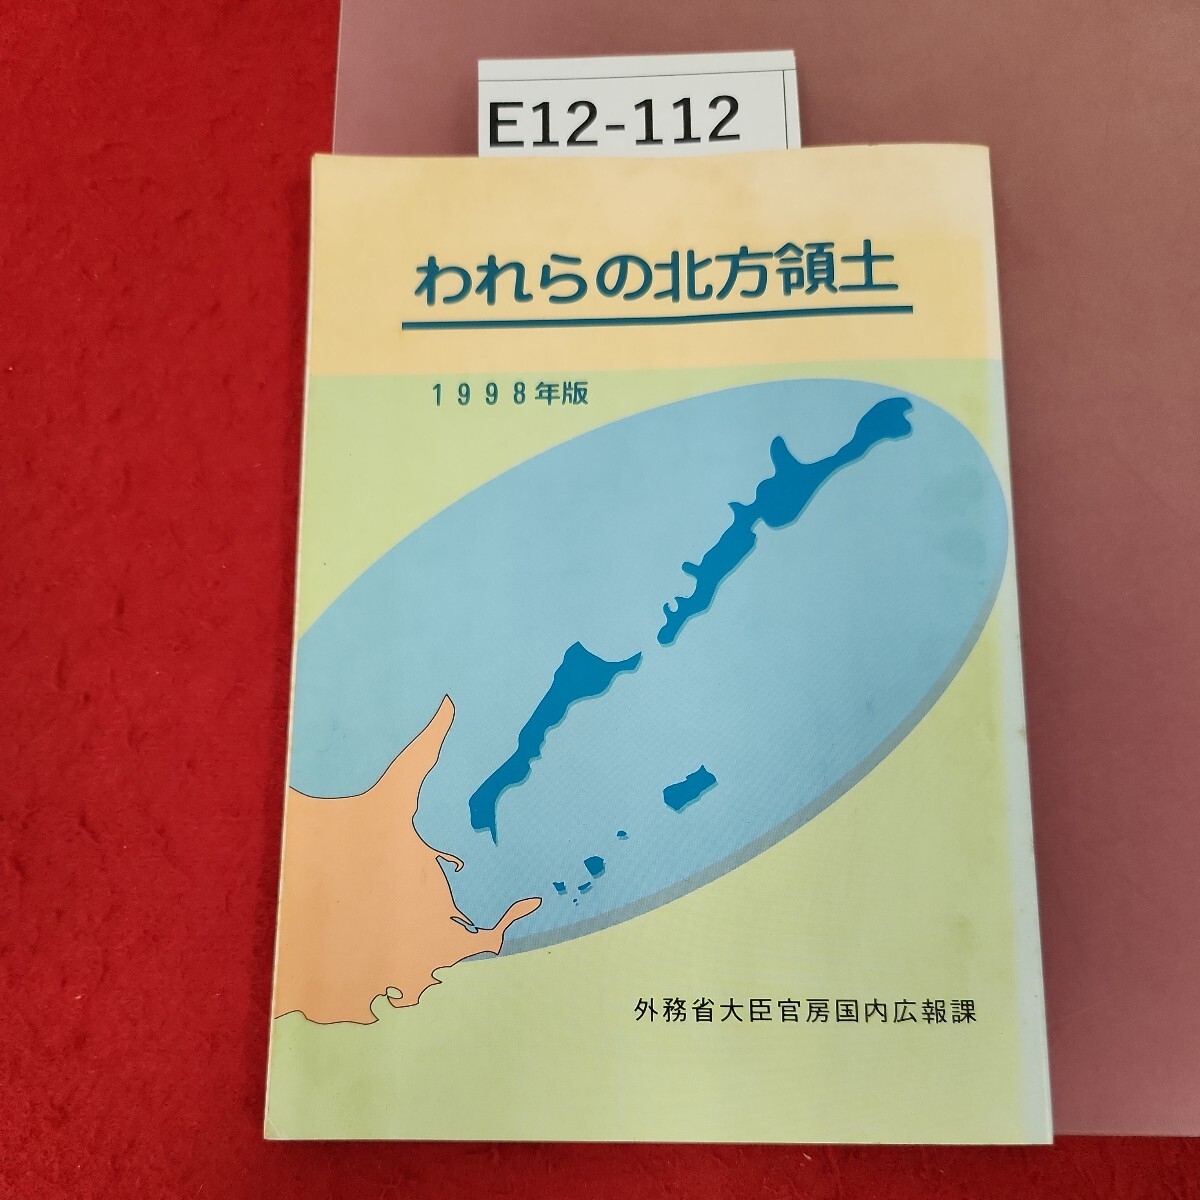 E12-112
われらの北方領土
1998年版
外務省大臣官房国内広報課